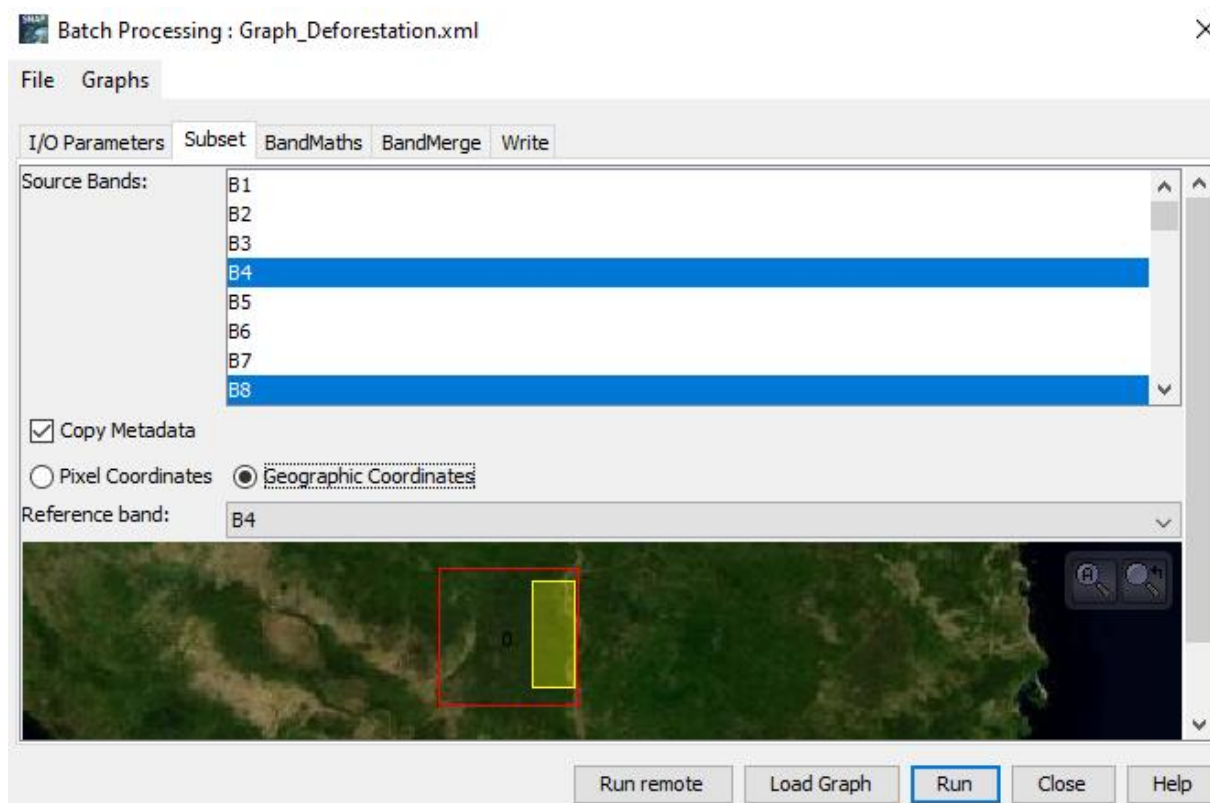 SNAP
Batch Processing : Graph_Deforestation.xml
File Graphs
I/O Parameters Subset BandMaths BandMerge Write
Source Bands:
B1
B2
B3
B4
B5
B6
B7
B8
Copy Metadata
Pixel Coordinates Geographic Coordinates
Reference band: B4
0
A
Run remote Load Graph Run Close Help